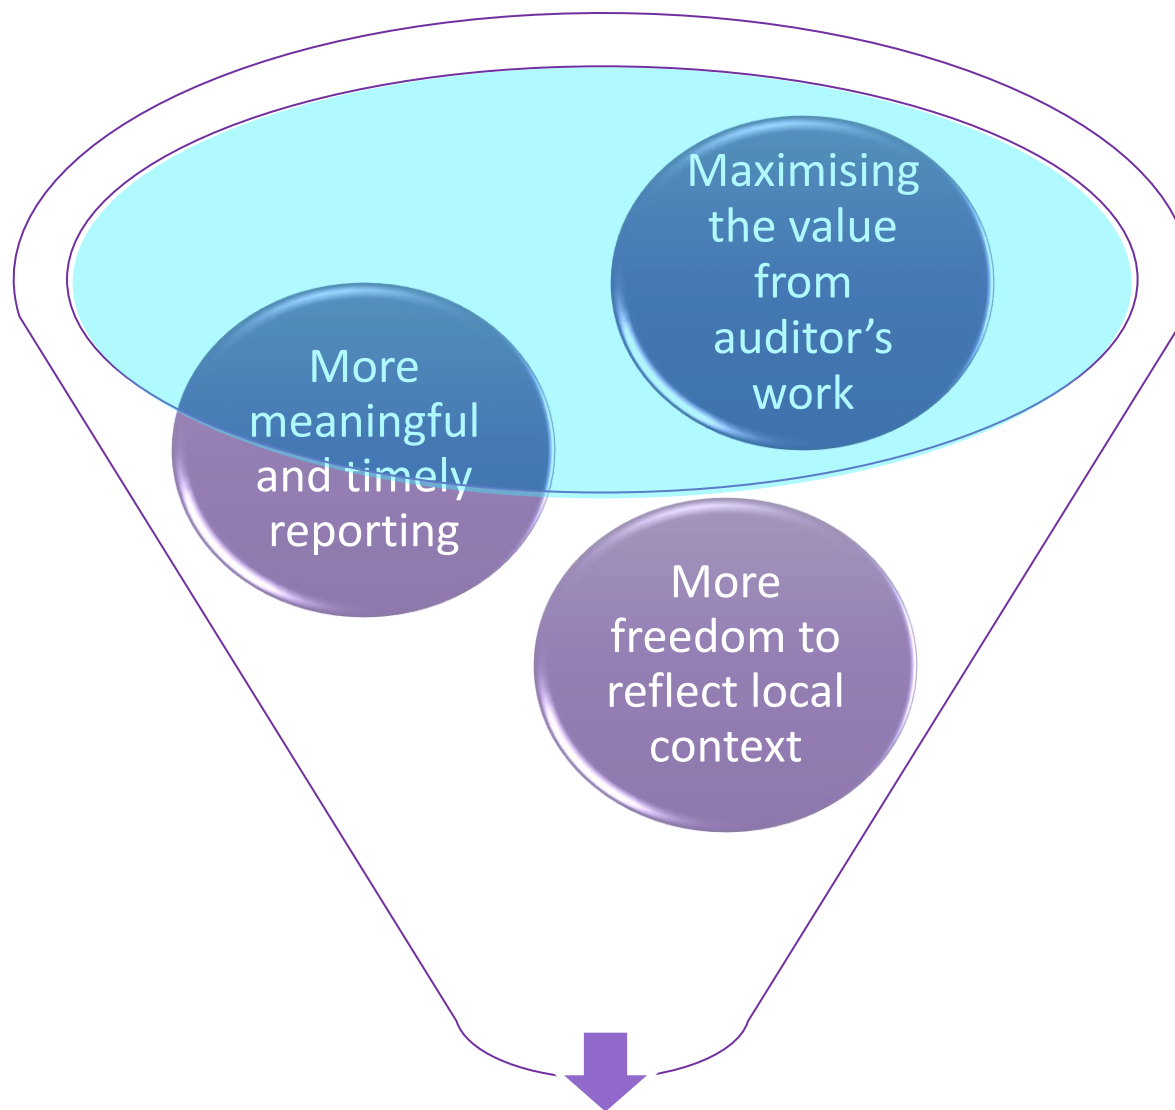 Maximising
the value
from
auditor’s
work
More
meaningful
and timely
reporting
More
freedom to
reflect local
context